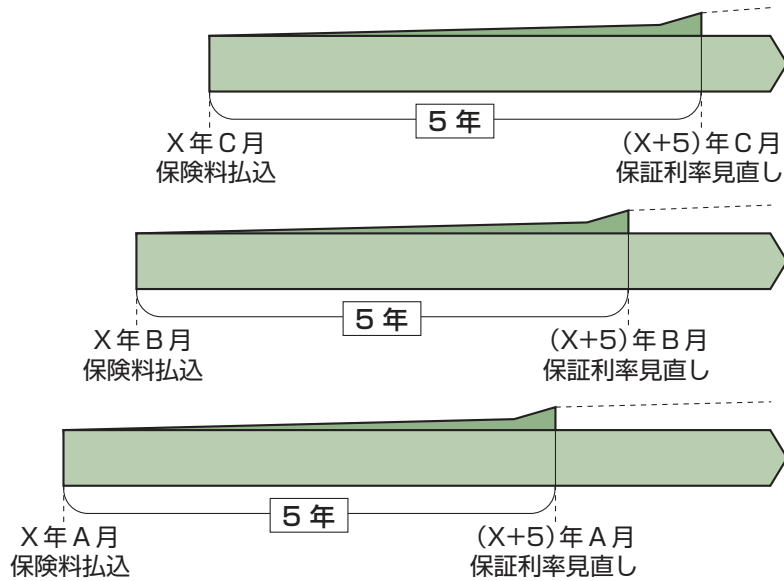 5年
X年C月
保険料払込
(X+5)年C月
保証利率見直し
5年
X年B月
保険料払込
(X+5)年B月
保証利率見直し
5年
X年A月
保険料払込
(X+5)年A月
保証利率見直し